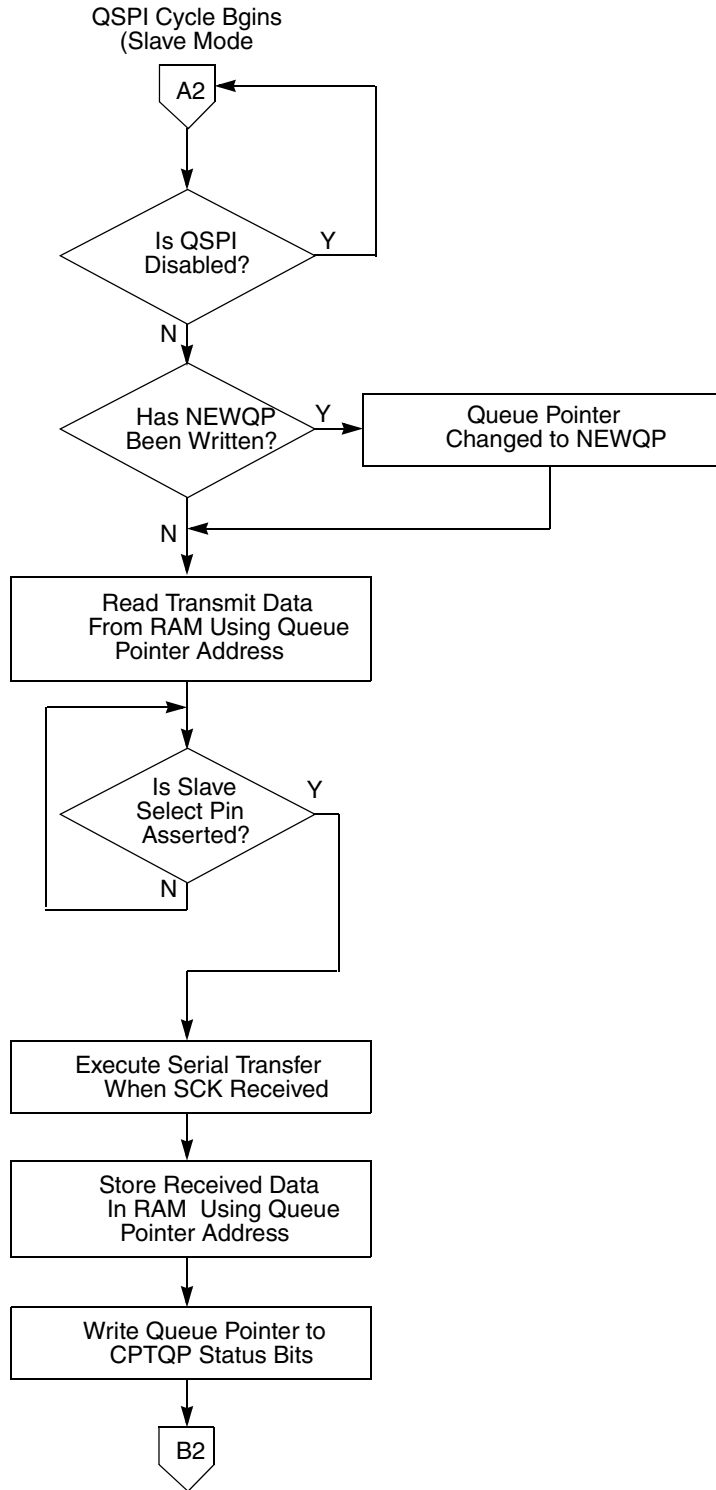 QSPI Cycle Bgins
(Slave Mode
A2
Is QSPI
Disabled?
Y
N
Has NEWQP
Been Written?
Y
Queue Pointer
Changed to NEWQP
N
Read Transmit Data
From RAM Using Queue
Pointer Address
Is Slave
Select Pin
Asserted?
Y
N
Execute Serial Transfer
When SCK Received
Store Received Data
In RAM Using Queue
Pointer Address
Write Queue Pointer to
CPTQP Status Bits
B2